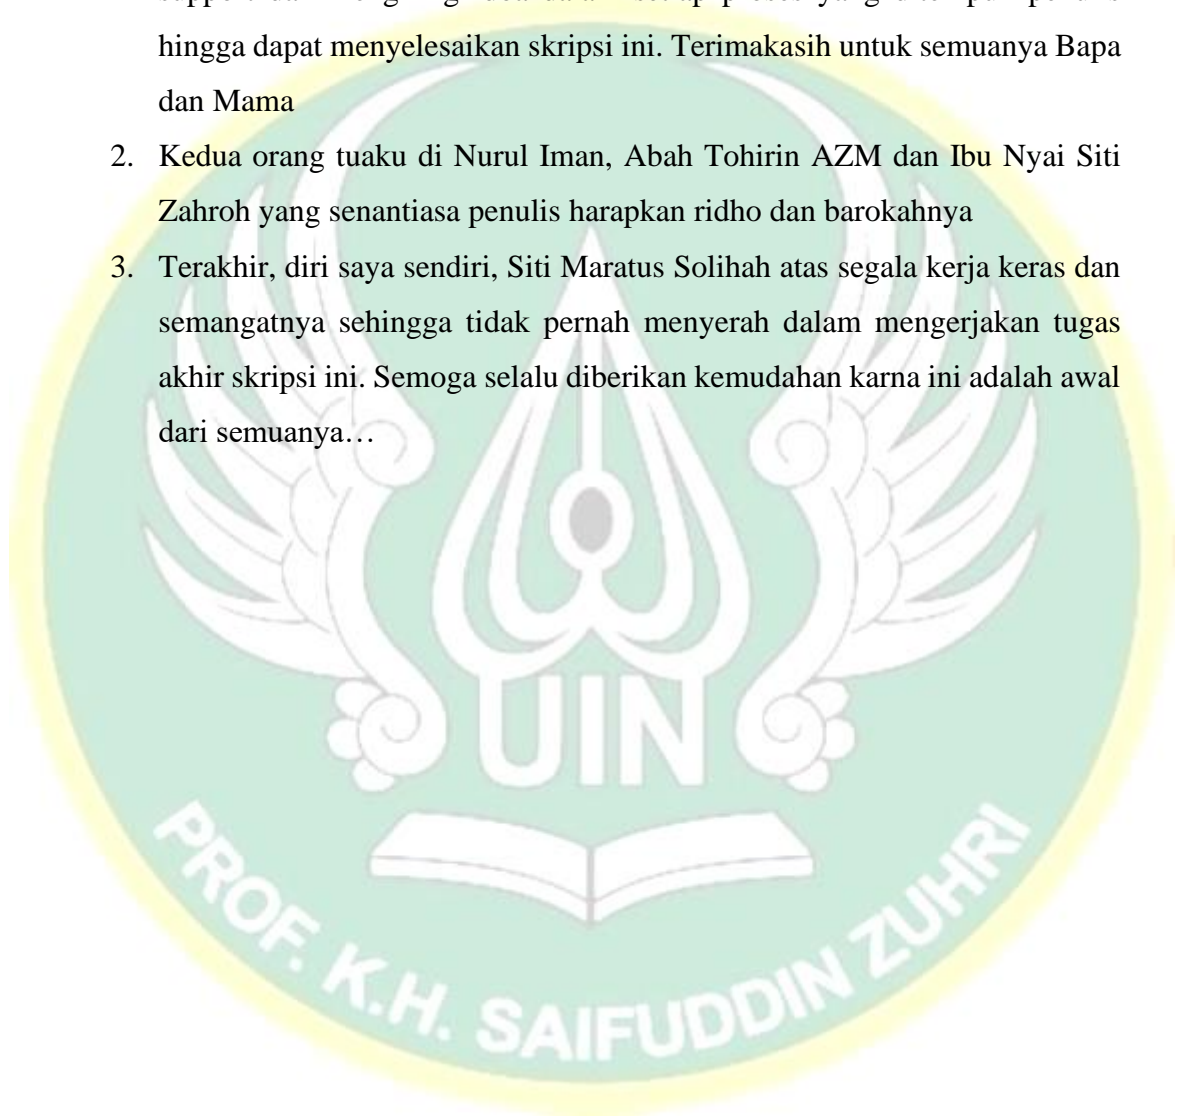 hingga dapat menyelesaikan skripsi ini. Terimakasih untuk semuanya Bapa
dan Mama
2. Kedua orang tuaku di Nurul Iman, Abah Tohirin AZM dan Ibu Nyai Siti
Zahroh yang senantiasa penulis harapkan ridho dan barokahnya
3. Terakhir, diri saya sendiri, Siti Maratus Solihah atas segala kerja keras dan
semangatnya sehingga tidak pernah menyerah dalam mengerjakan tugas
akhir skripsi ini. Semoga selalu diberikan kemudahan karna ini adalah awal
dari semuanya…
UIN
PROF. K.H. SAIFUDDIN ZUHRI